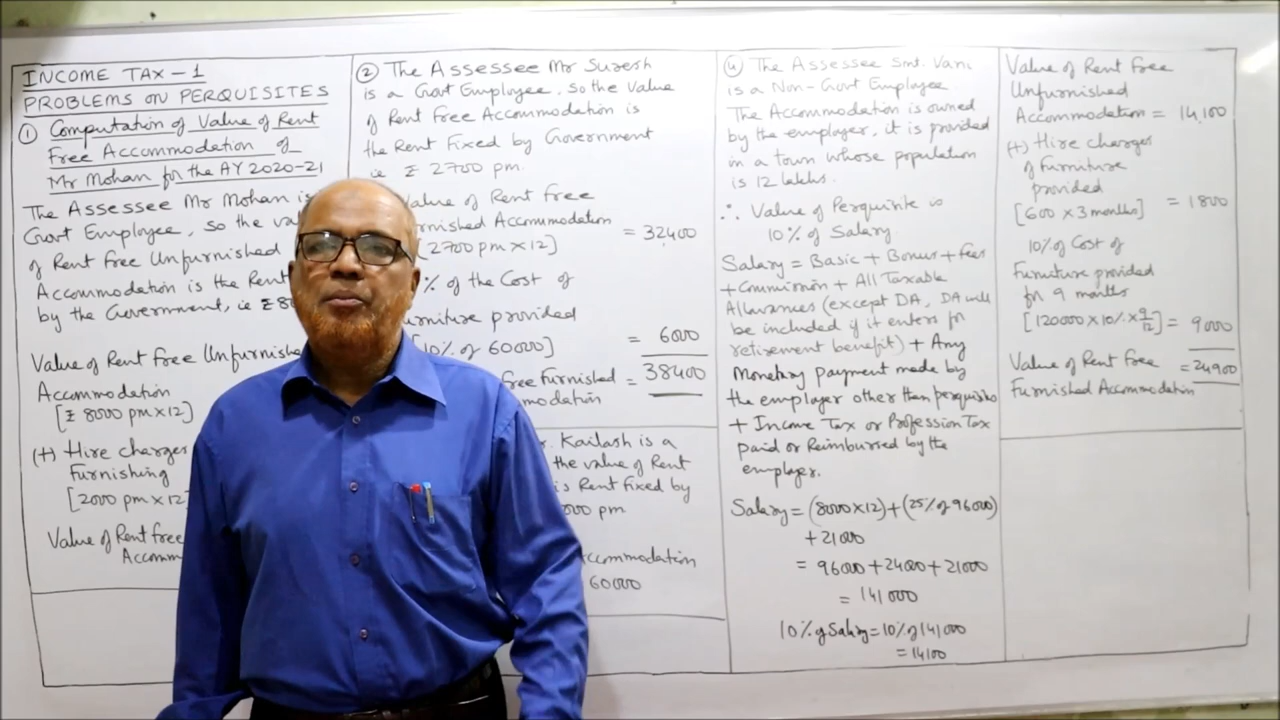 INCOME TAX - 1
PROBLEMS ON PERQUISITES
① Computation of Value of Rent
Free Accommodation of
Mr Mohan for the AY 2020-21
The Assessee Mr Mohan is
Govt Employee, so the
of Rent Free Unfurnished
Accommodation is the Rent
by the Government, ie ₹
Value of Rent Free
Accommodation
[₹ 8000 pm x 12]
(+) Hire charges
Furnishing
[2000 pm x 12
Value of Rent free
② The Assessee Mr Suresh
is a Govt Employee, so the Value
of Rent Free Accommodation is
the Rent Fixed by Government
ie ₹ 2700 pm.
Value of Rent Free
Accommodation
2700 pm x 12] = 32400
% of the Cost of
provided
[10% of 60000] = 6000
Free Furnished = 38400
Kailash is a
the value of Rent
is Rent fixed by
pm
Accommodation
60000
④ The Assessee Smt. Vani
is a Non-Govt Employee.
The Accommodation is owned
by the employer, it is provided
in a town whose population
is 12 lakhs.
∴ Value of Perquisite is
10% of Salary.
Salary = Basic + Bonus + Fees
+ Commission + All Taxable
Allowances (except DA, DA will
be included if it enters for
retirement benefit) + Any
Monetary payment made by
the employer other than perquisite
+ Income Tax or Profession Tax
paid or Reimbursed by the
employer.
Salary = (8000 x 12) + (25% of 96000)
+ 21000
= 96000 + 24000 + 21000
= 141000
10% of Salary = 10% of 141000
= 14100
Value of Rent Free
Unfurnished
Accommodation = 14,100
(+) Hire charges
of Furniture
provided
[600 x 3 months] = 1800
10% of Cost of
Furniture provided
for 9 months
[120000 x 10% x 9/12] = 9000
Value of Rent Free = 24900
Furnished Accommodation